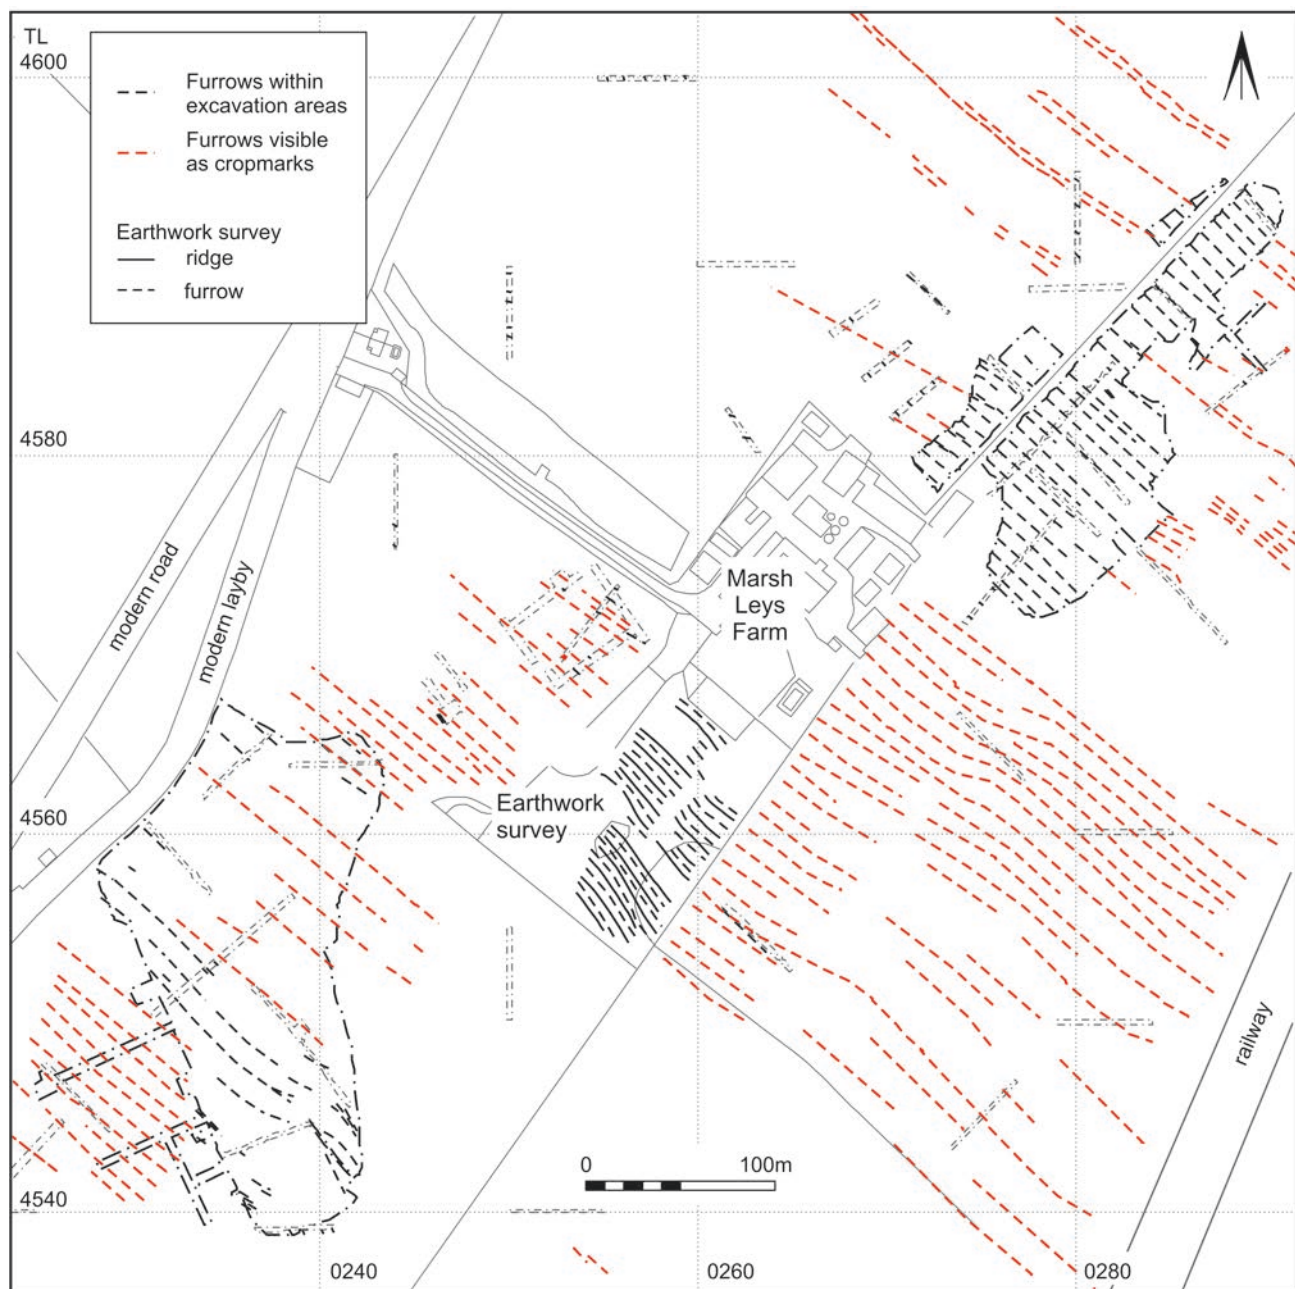 TL
4600
Furrows within
excavation areas
Furrows visible
as cropmarks
Earthwork survey
ridge
furrow
4580
modern road
modern layby
Marsh
Leys
Farm
4560
Earthwork
survey
railway
0
100m
4540
0240
0260
0280